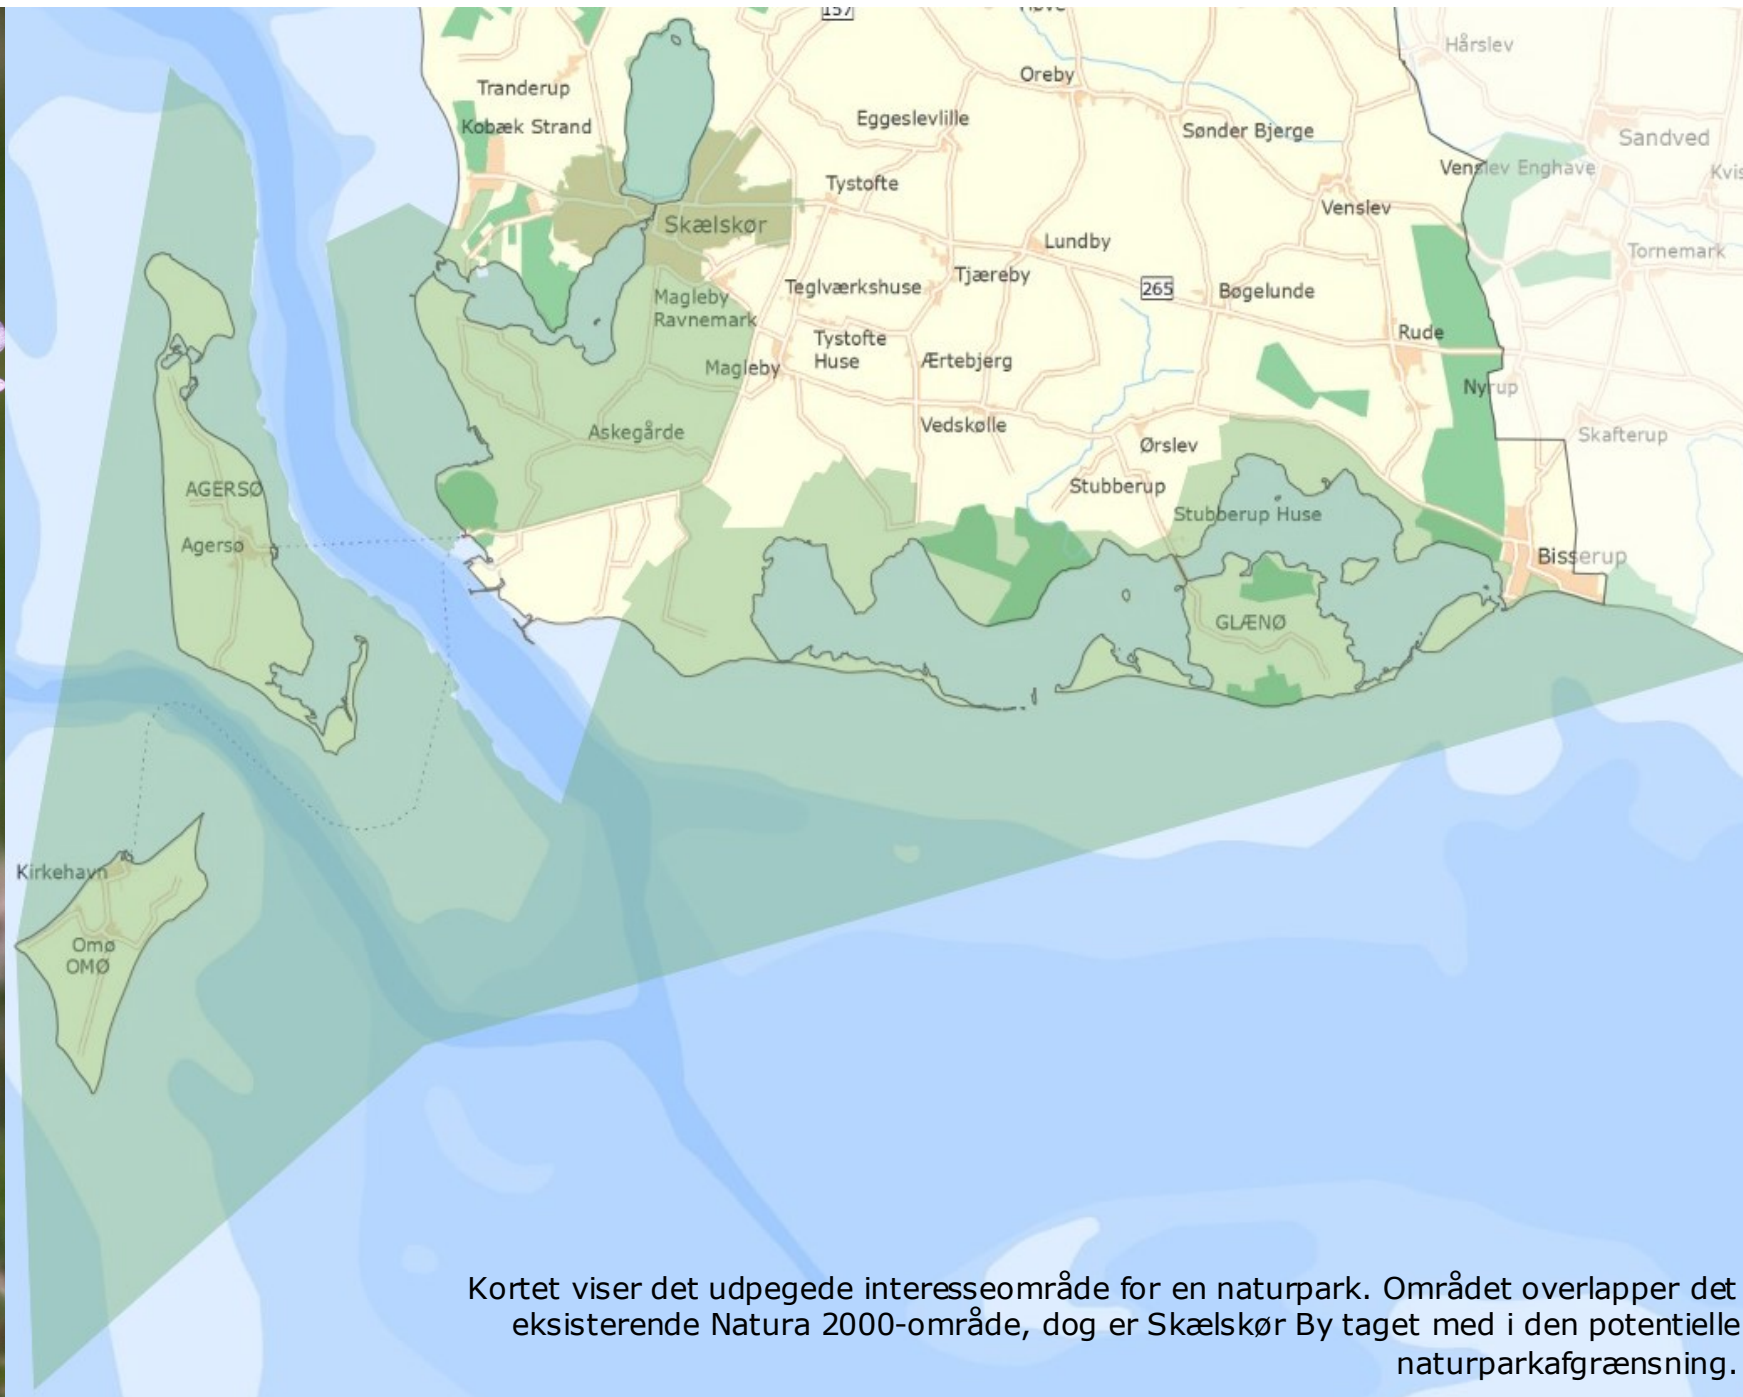 157
Hårslev
Oreby
Tranderup
Eggeslevlille
Kobæk Strand
Sønder Bjerge
Sandved
Venslev Enghave
Tystofte
Venslev
Skælskør
Lundby
Tornemark
Tjæreby
Teglværkshuse
265
Bøgelunde
Magleby
Ravnemark
Rude
Tystofte
Huse
Magleby
Ærtebjerg
Nyrup
Askegårde
Vedskølle
Skafterup
Ørslev
AGERSØ
Stubberup
Stubberup Huse
Agersø
Bisserup
GLÆNØ
Kirkehavn
Omø
OMØ
Kortet viser det udpegede interesseområde for en naturpark. Området overlapper det
eksisterende Natura 2000-område, dog er Skælskør By taget med i den potentielle
naturparkafgrænsning.